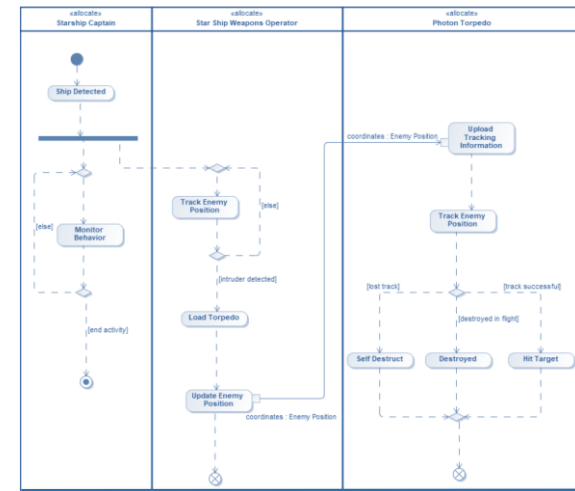 «allocate»
Starship Captain
«allocate»
Star Ship Weapons Operator
«allocate»
Photon Torpedo
Ship Detected
[else]
Monitor
Behavior
[end activity]
Track Enemy
Position
[else]
[intruder detected]
Load Torpedo
Update Enemy
Position
coordinates : Enemy Position
coordinates : Enemy Position
Upload
Tracking
Information
Track Enemy
Position
[lost track]
[track successful]
[destroyed in flight]
Self Destruct
Destroyed
Hit Target